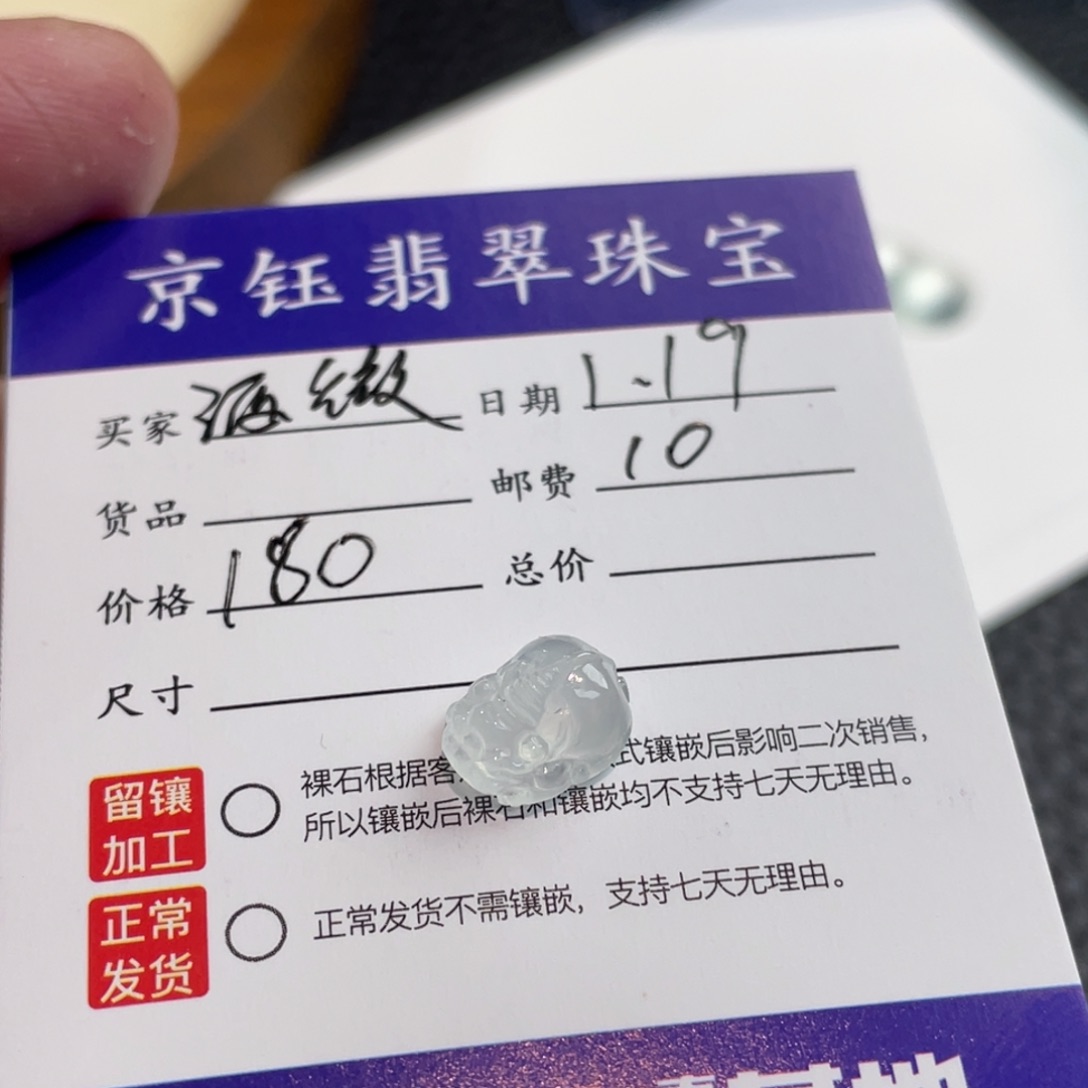 京钰翡翠珠宝
买家 日期 1.19
货品 邮费 10
价格 180 总价
尺寸
留镶加工 裸石根据客 式镶嵌后影响二次销售，
所以镶嵌后裸石和镶嵌均不支持七天无理由。
正常发货 正常发货不需镶嵌，支持七天无理由。